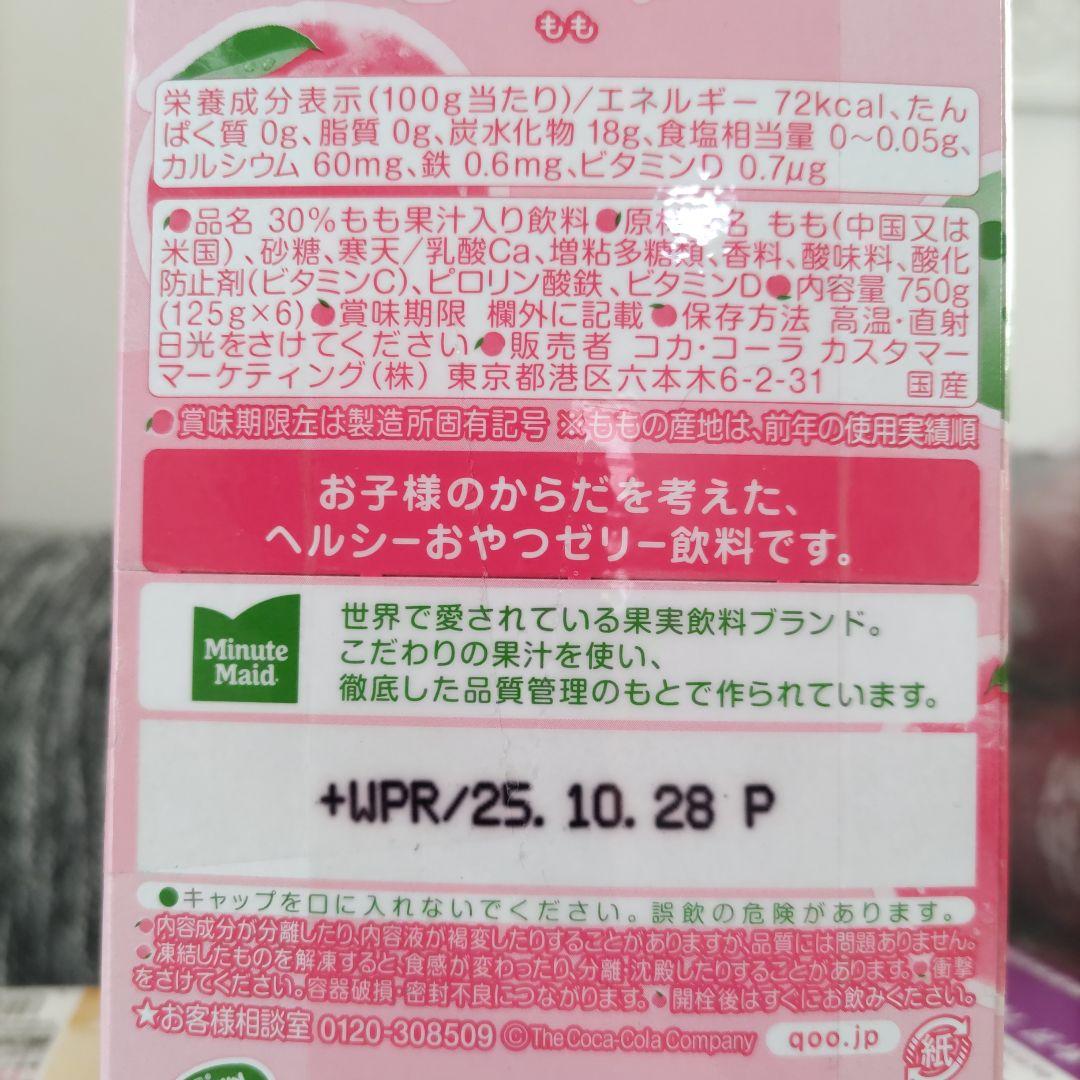 もも
栄養成分表示(100g当たり)/エネルギー 72kcal、たん
ぱく質 0g、脂質 0g、炭水化物 18g、食塩相当量 0～0.05g、
カルシウム 60mg、鉄 0.6mg、ビタミンD 0.7μg
●品名 30%もも果汁入り飲料●原 名 もも(中国又は
米国)、砂糖、寒天/乳酸Ca、増粘多糖類、香料、酸味料、酸化
防止剤(ビタミンC)、ピロリン酸鉄、ビタミンD●内容量 750g
(125g×6)●賞味期限 欄外に記載●保存方法 高温・直射
日光をさけてください●販売者 コカ・コーラ カスタマー
マーケティング(株) 東京都港区六本木6-2-31 国産
●賞味期限左は製造所固有記号 ※ももの産地は、前年の使用実績順
お子様のからだを考えた、
ヘルシーおやつゼリー飲料です。
Minute
Maid
世界で愛されている果実飲料ブランド。
こだわりの果汁を使い、
徹底した品質管理のもとで作られています。
+WPR/25. 10. 28 P
●キャップを口に入れないでください。誤飲の危険があります。
●内容成分が分離したり、内容液が褐変したりすることがありますが、品質には問題ありません。
●凍結したものを解凍すると、食感が変わったり、分離・沈殿したりすることがあります。●衝撃
をさけてください。容器破損・密封不良につながります。●開栓後はすぐにお飲みください。
★お客様相談室 0120-308509 ©The Coca-Cola Company qoo.jp 紙